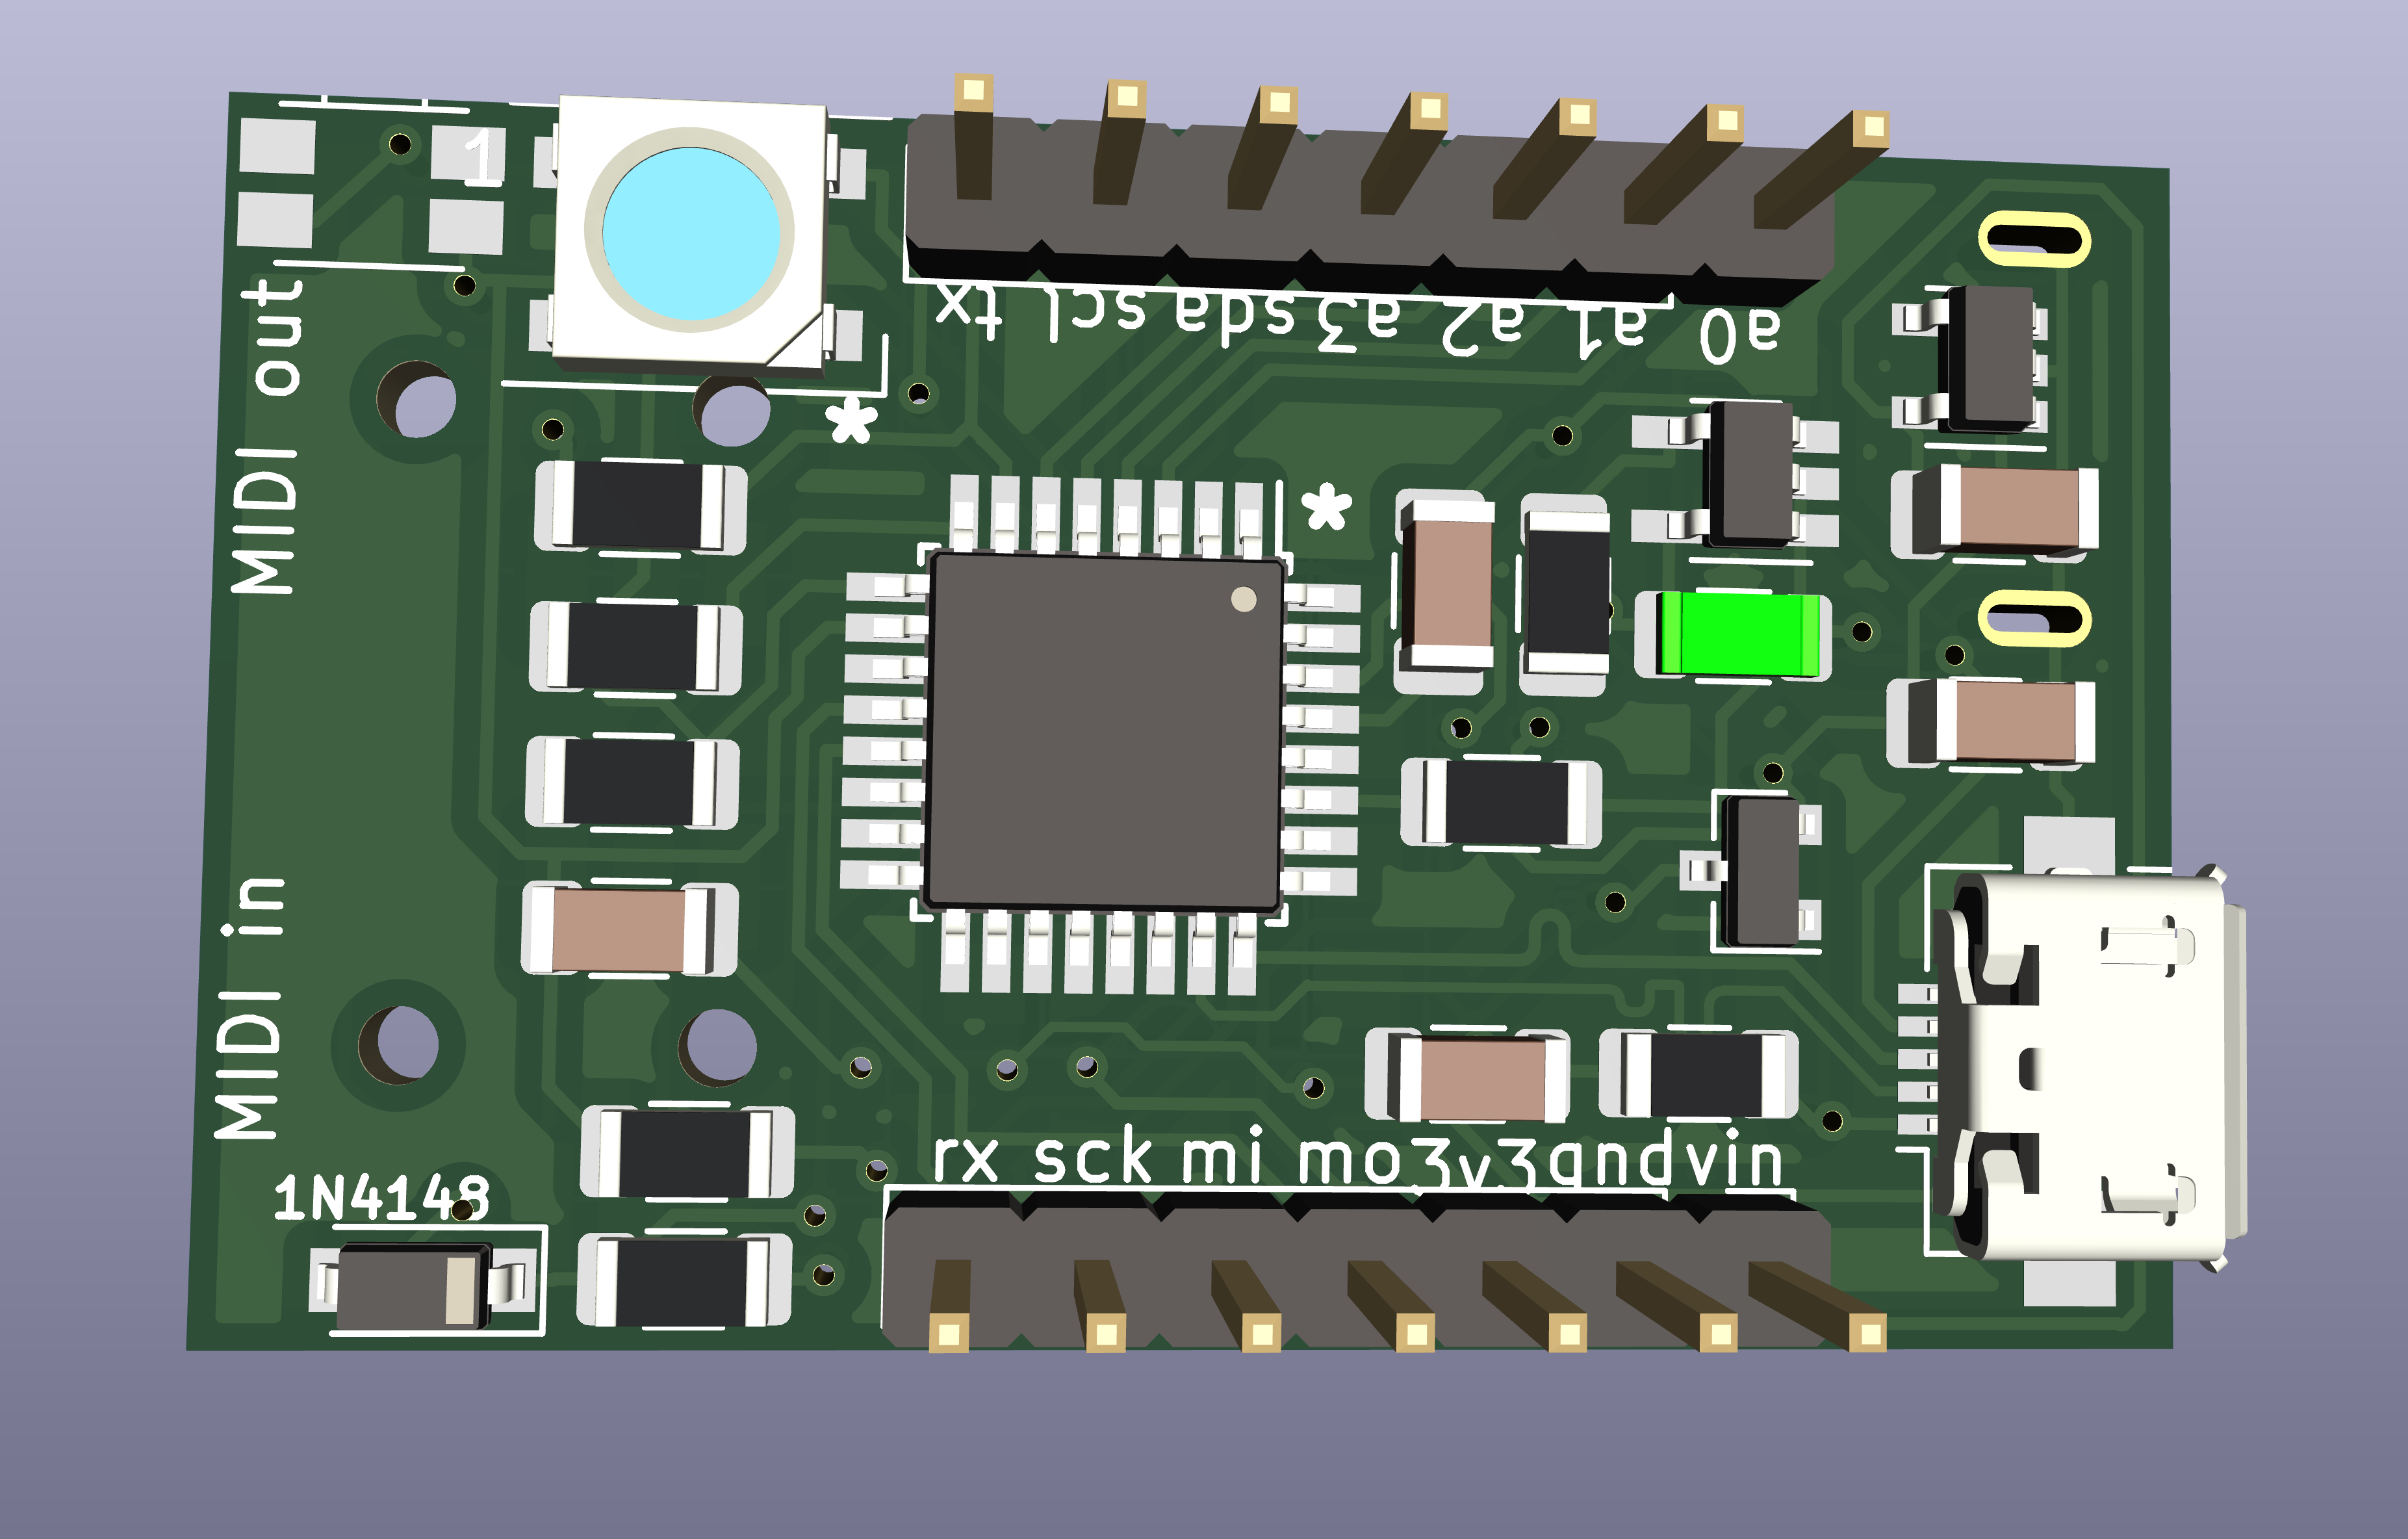 1
tx scl sda a3 a2 a1 a0
MIDI out
*
*
MIDI in
rx sck mi mo 3v3 gnd vin
1N4148